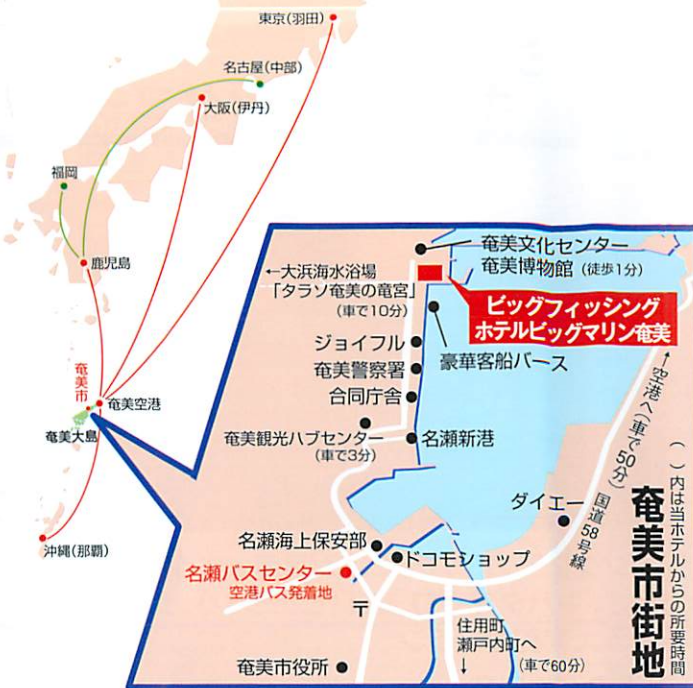 東京(羽田)
名古屋(中部)
大阪(伊丹)
福岡
鹿児島
奄美市
奄美空港
奄美大島
沖縄(那覇)
奄美文化センター
奄美博物館(徒歩1分)
←大浜海水浴場
「タラソ奄美の竜宮」
(車で10分)
ビッグフィッシング
ホテルビッグマリン奄美
豪華客船バース
ジョイフル
奄美警察署
合同庁舎
奄美観光ハブセンター
(車で3分)
名瀬新港
←空港へ(車で50分)
国道58号線
ダイエー
名瀬海上保安部
ドコモショップ
名瀬バスセンター
空港バス発着地
〒
住用町
瀬戸内町へ
↓
(車で60分)
奄美市役所
( )内は当ホテルからの所要時間
奄美市街地